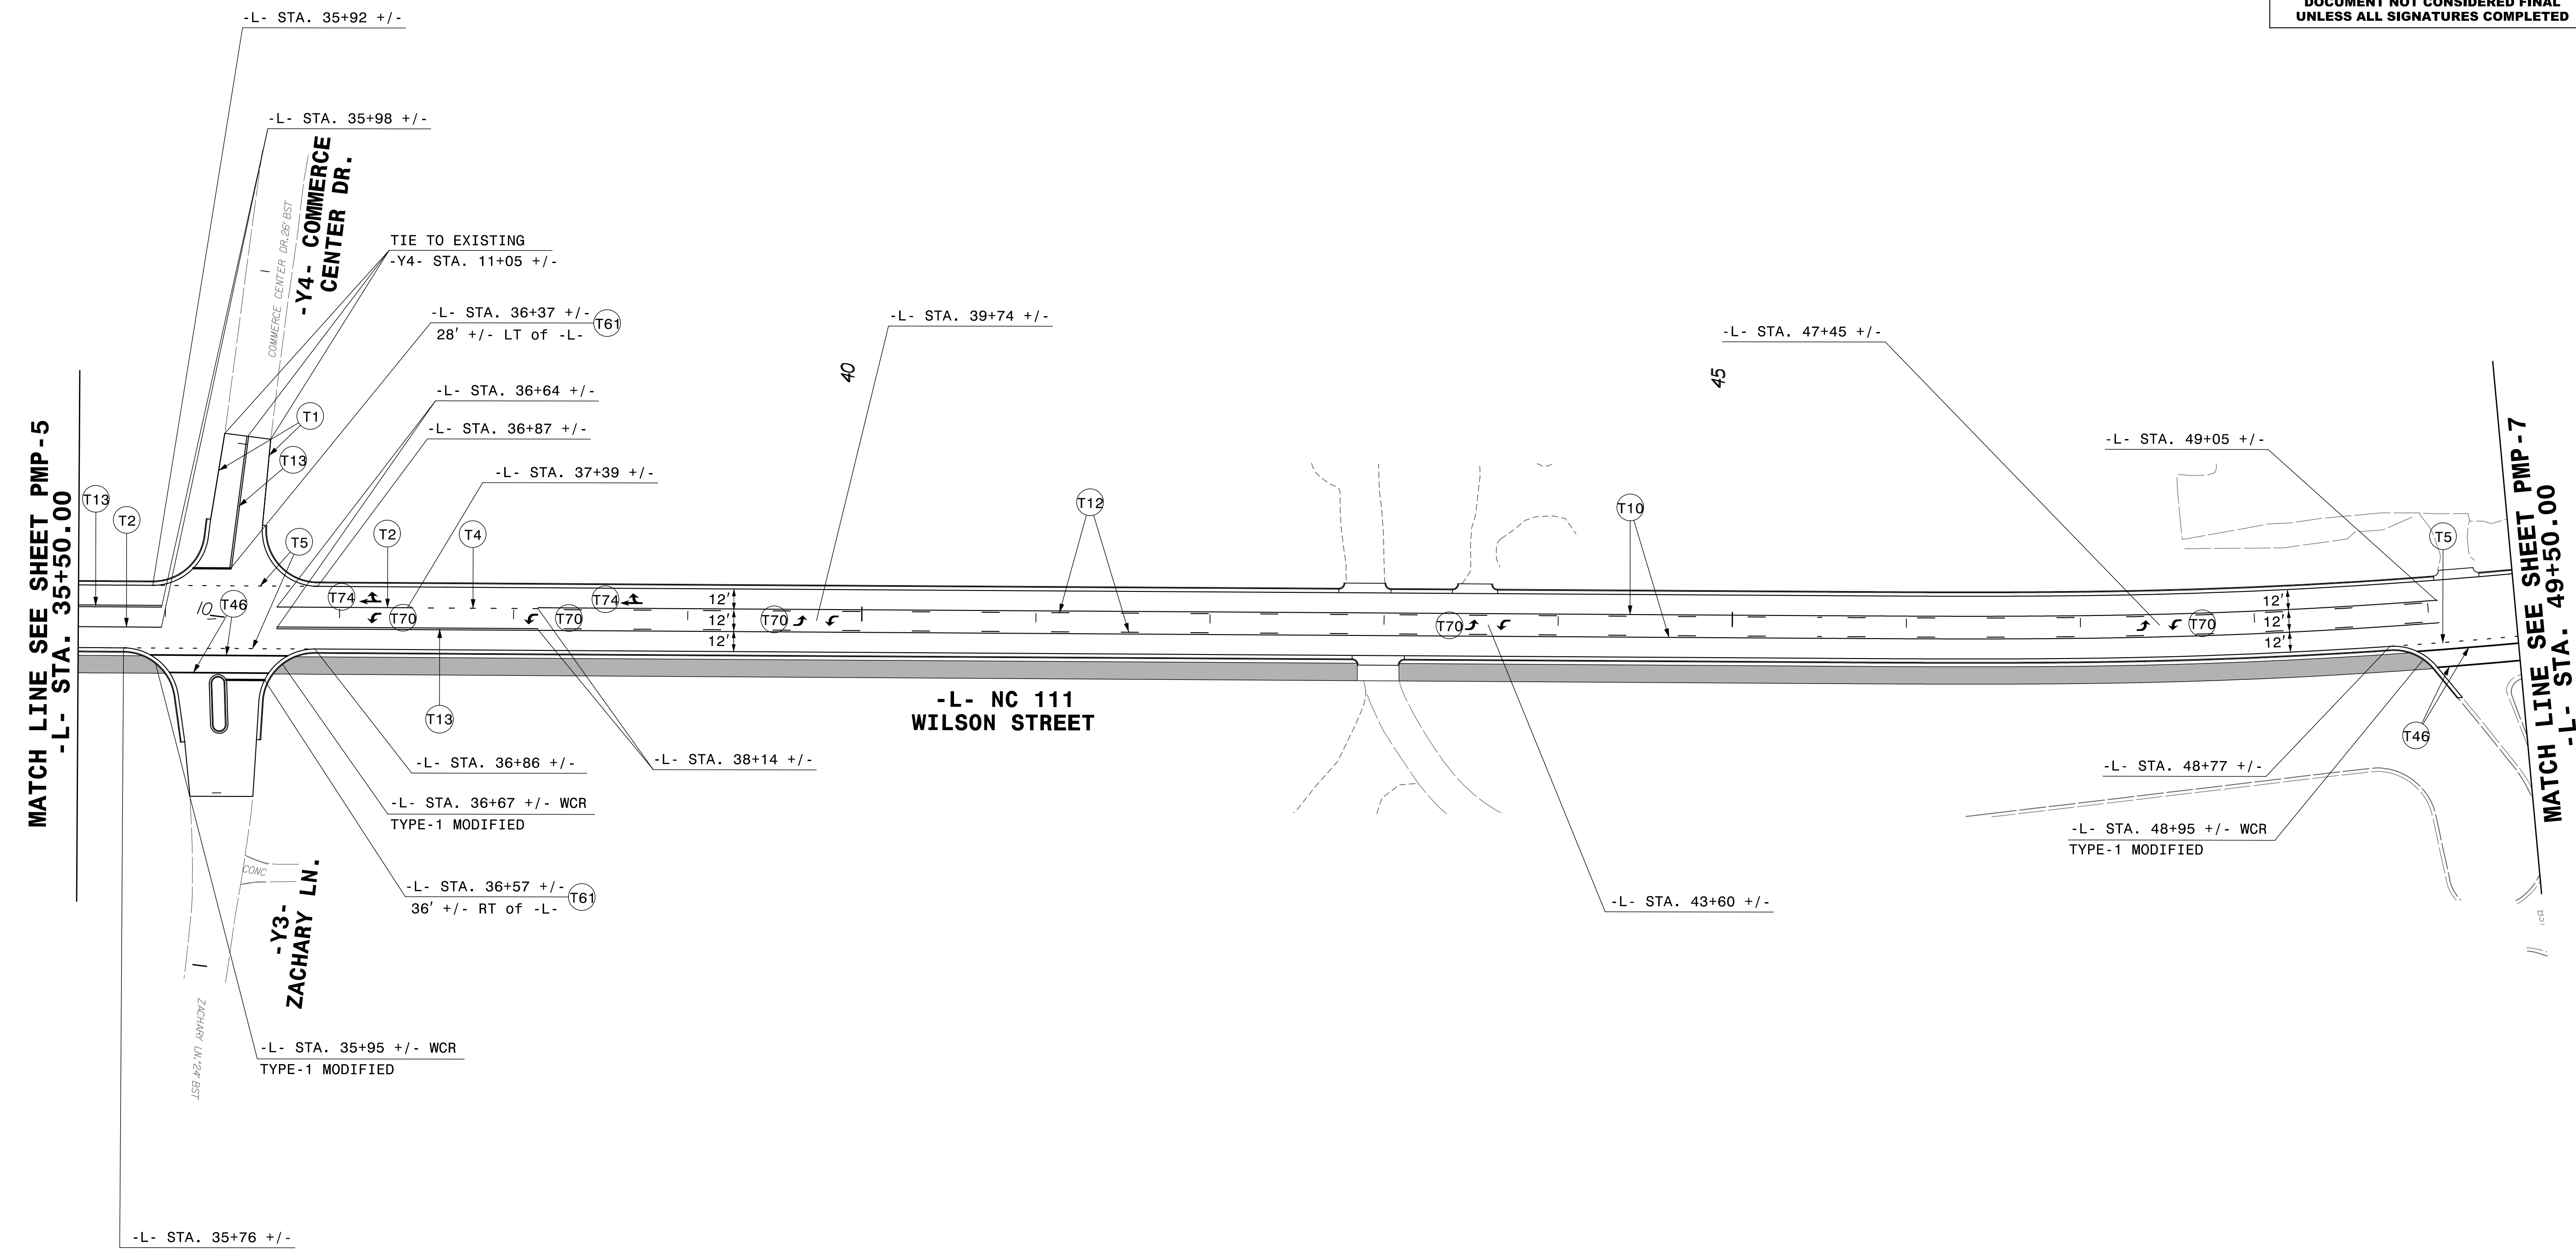 DOCUMENT NOT CONSIDERED FINAL
UNLESS ALL SIGNATURES COMPLETED
-L- STA. 35+92 +/-
-L- STA. 35+98 +/-
-Y4- COMMERCE
CENTER DR.
COMMERCE CENTER DR. 26' BST
TIE TO EXISTING
-Y4- STA. 11+05 +/-
-L- STA. 36+37 +/-
28' +/- LT of -L-
T61
-L- STA. 39+74 +/-
-L- STA. 47+45 +/-
40
45
-L- STA. 36+64 +/-
T1
-L- STA. 36+87 +/-
-L- STA. 49+05 +/-
T13
-L- STA. 37+39 +/-
MATCH LINE SEE SHEET PMP-5
-L- STA. 35+50.00
MATCH LINE SEE SHEET PMP-7
-L- STA. 49+50.00
T13
T2
T5
T2
T4
T12
T10
T5
10
T46
T74
T70
T70
T74
12'
12'
12'
T70
T70
T70
12'
12'
12'
-L- NC 111
WILSON STREET
T13
T46
-L- STA. 36+86 +/-
-L- STA. 38+14 +/-
-L- STA. 48+77 +/-
-L- STA. 36+67 +/- WCR
TYPE-1 MODIFIED
-L- STA. 48+95 +/- WCR
TYPE-1 MODIFIED
CONC
-L- STA. 36+57 +/-
36' +/- RT of -L-
T61
-L- STA. 43+60 +/-
-Y3-
ZACHARY LN.
ZACHARY LN. 24' BST
-L- STA. 35+95 +/- WCR
TYPE-1 MODIFIED
-L- STA. 35+76 +/-